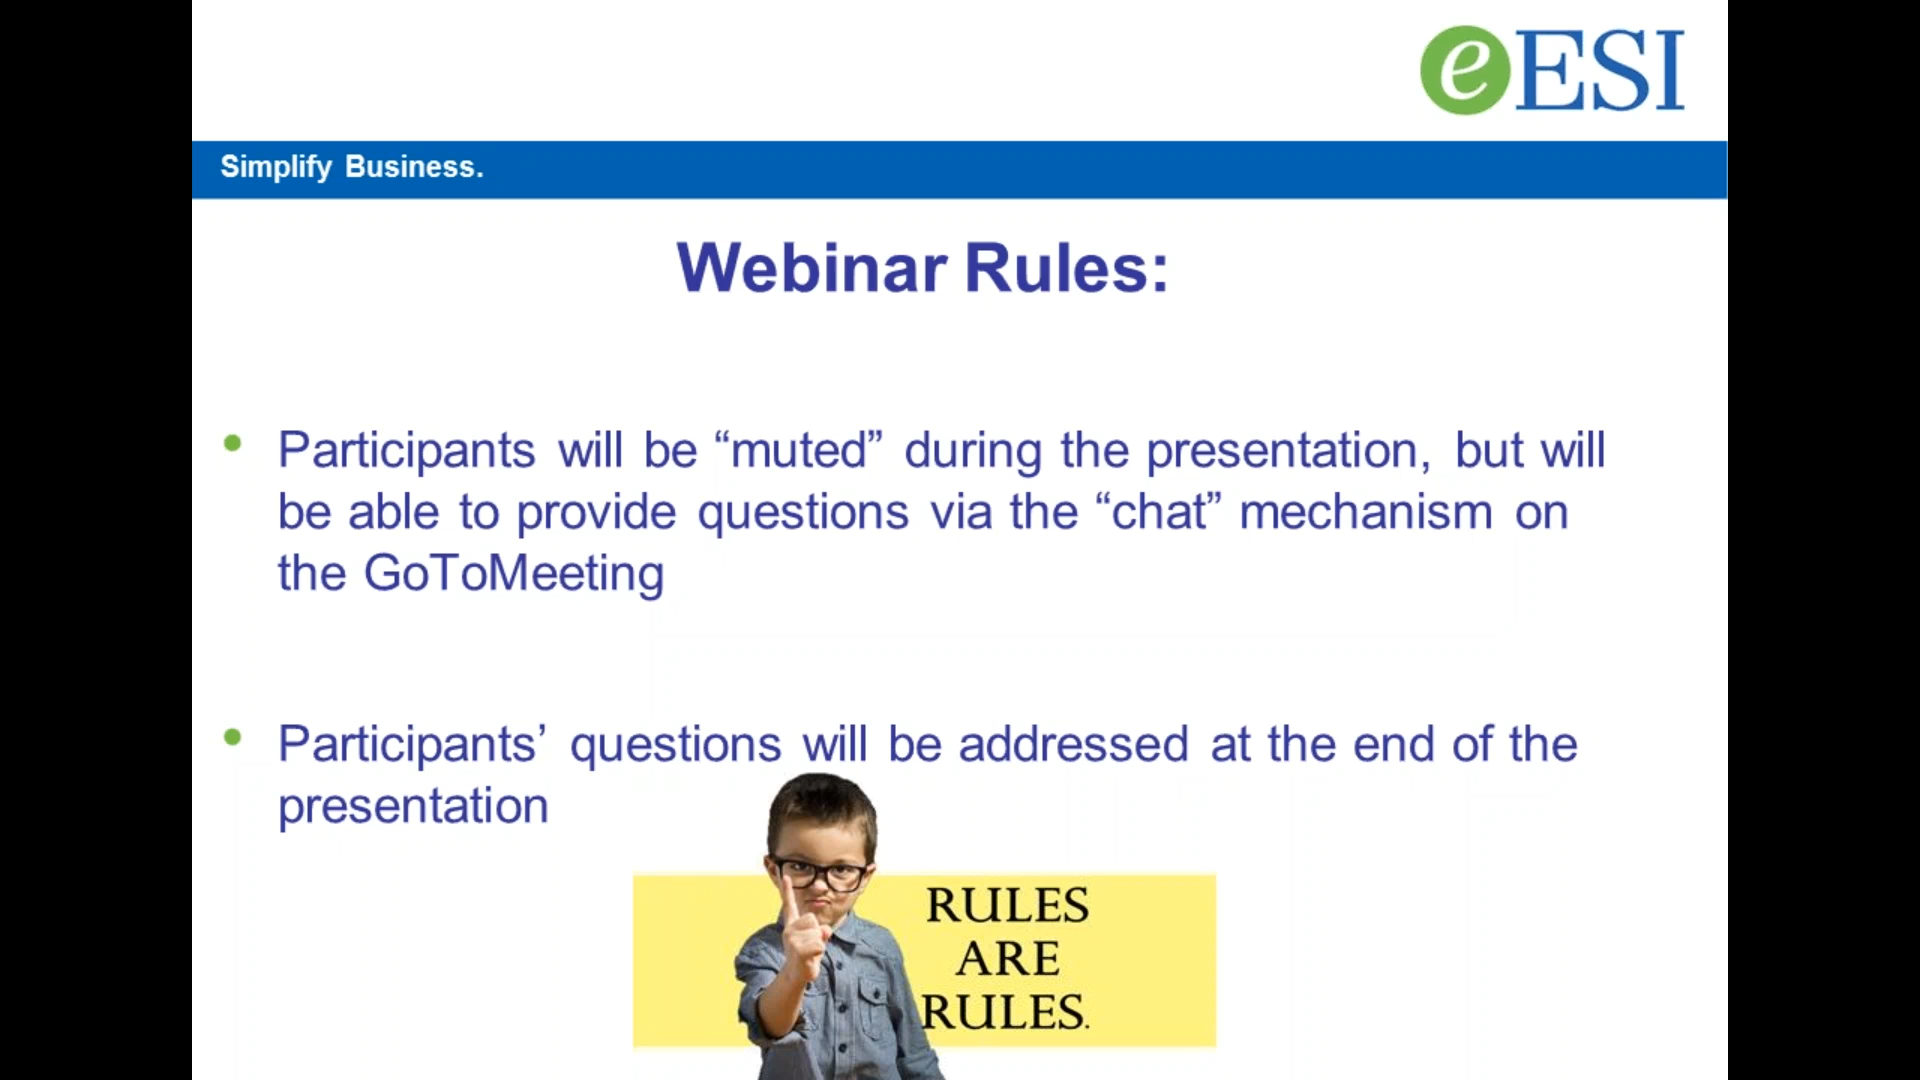 eESI
Simplify Business.
Webinar Rules:
• Participants will be “muted” during the presentation, but will
be able to provide questions via the “chat” mechanism on
the GoToMeeting
• Participants’ questions will be addressed at the end of the
presentation
RULES
ARE
RULES.